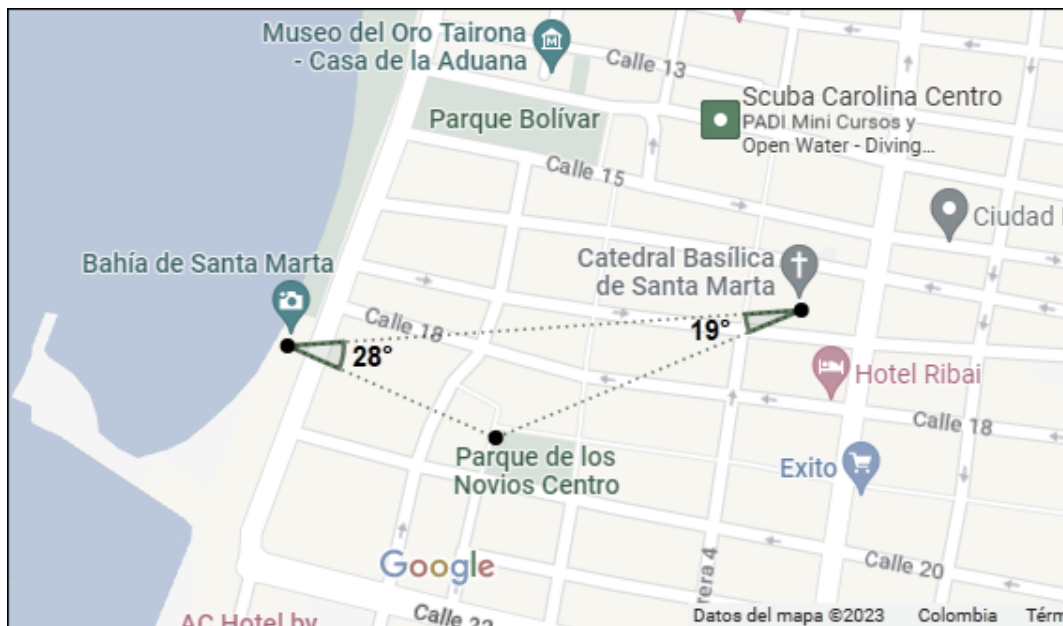 Museo del Oro Tairona
- Casa de la Aduana
Calle 13
Scuba Carolina Centro
PADI Mini Cursos y
Open Water - Diving...
Parque Bolívar
Calle 15
Ciudad
Bahía de Santa Marta
Catedral Basílica
de Santa Marta
Calle 18
19°
28°
Hotel Ribai
Calle 18
Parque de los
Novios Centro
Exito
Google
Calle 20
rera 4
AC Hotel by
Calle 22
Datos del mapa ©2023 Colombia Térm